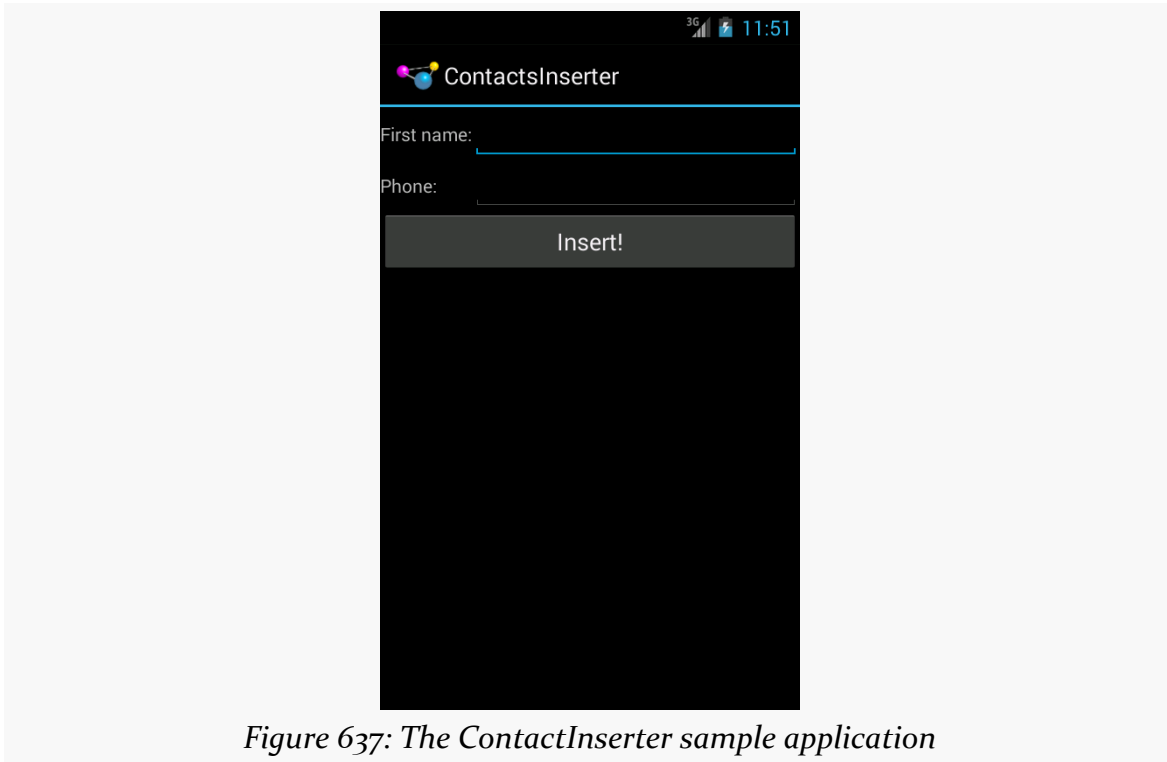 3G 11:51
ContactsInserter
First name:
Phone:
Insert!
Figure 637: The ContactInserter sample application